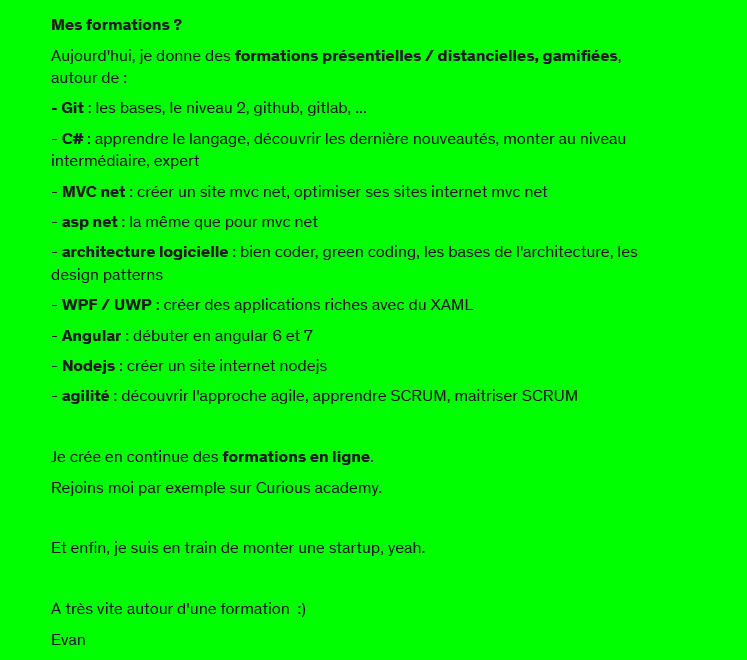 Mes formations ?
Aujourd'hui, je donne des formations présentielles / distancielles, gamifiées,
autour de :
- Git : les bases, le niveau 2, github, gitlab, ...
- C# : apprendre le langage, découvrir les dernière nouveautés, monter au niveau
intermédiaire, expert
- MVC net : créer un site mvc net, optimiser ses sites internet mvc net
- asp net : la même que pour mvc net
- architecture logicielle : bien coder, green coding, les bases de l'architecture, les
design patterns
- WPF / UWP : créer des applications riches avec du XAML
- Angular : débuter en angular 6 et 7
- Nodejs : créer un site internet nodejs
- agilité : découvrir l'approche agile, apprendre SCRUM, maitriser SCRUM
Je crée en continue des formations en ligne.
Rejoins moi par exemple sur Curious academy.
Et enfin, je suis en train de monter une startup, yeah.
A très vite autour d'une formation  :)
Evan